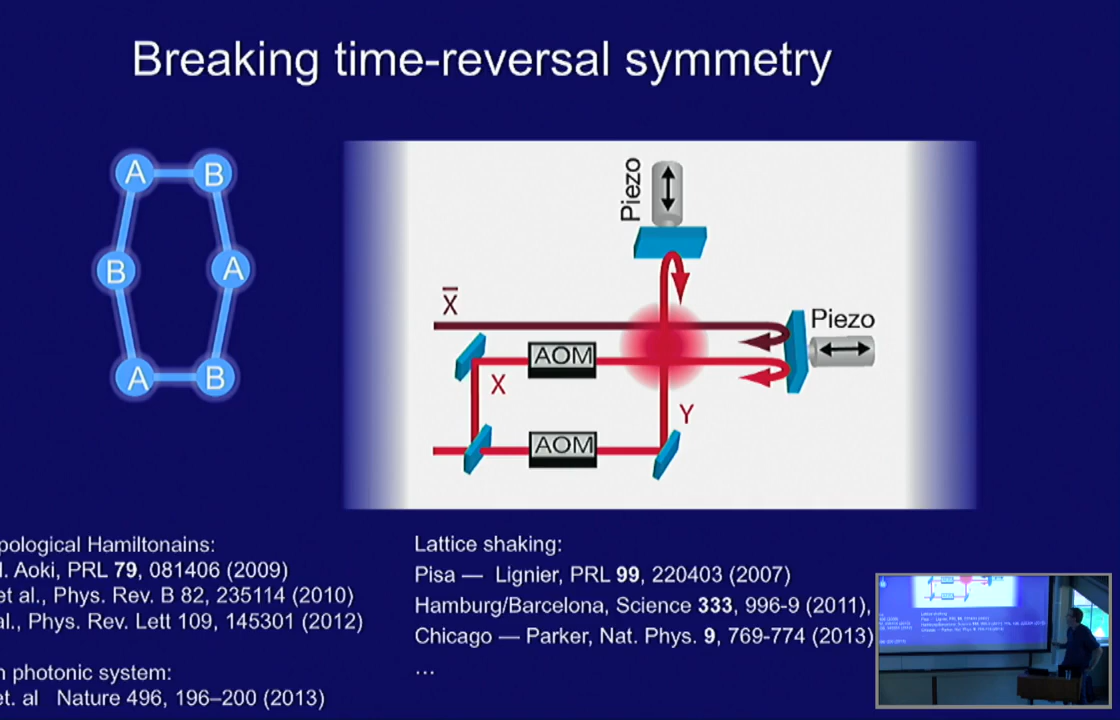 Breaking time-reversal symmetry
A B
B A
A B
Piezo
X̅
Piezo
AOM
X
Y
AOM
pological Hamiltonains:
. Aoki, PRL 79, 081406 (2009)
et al., Phys. Rev. B 82, 235114 (2010)
al., Phys. Rev. Lett 109, 145301 (2012)
n photonic system:
et. al Nature 496, 196–200 (2013)
Lattice shaking:
Pisa — Lignier, PRL 99, 220403 (2007)
Hamburg/Barcelona, Science 333, 996-9 (2011),
Chicago — Parker, Nat. Phys. 9, 769-774 (2013)
...